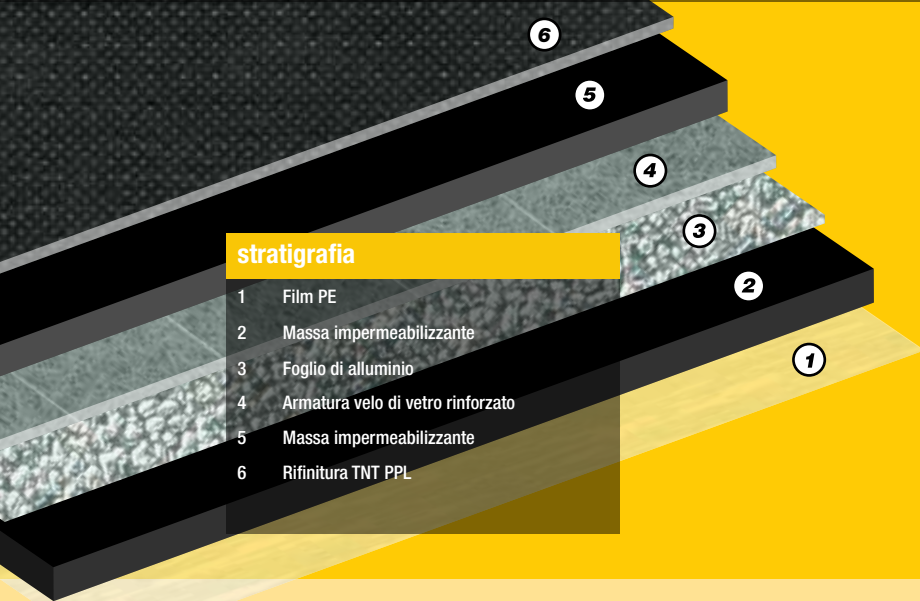 6
5
4
3
2
1
stratigrafia
1 Film PE
2 Massa impermeabilizzante
3 Foglio di alluminio
4 Armatura velo di vetro rinforzato
5 Massa impermeabilizzante
6 Rifinitura TNT PPL